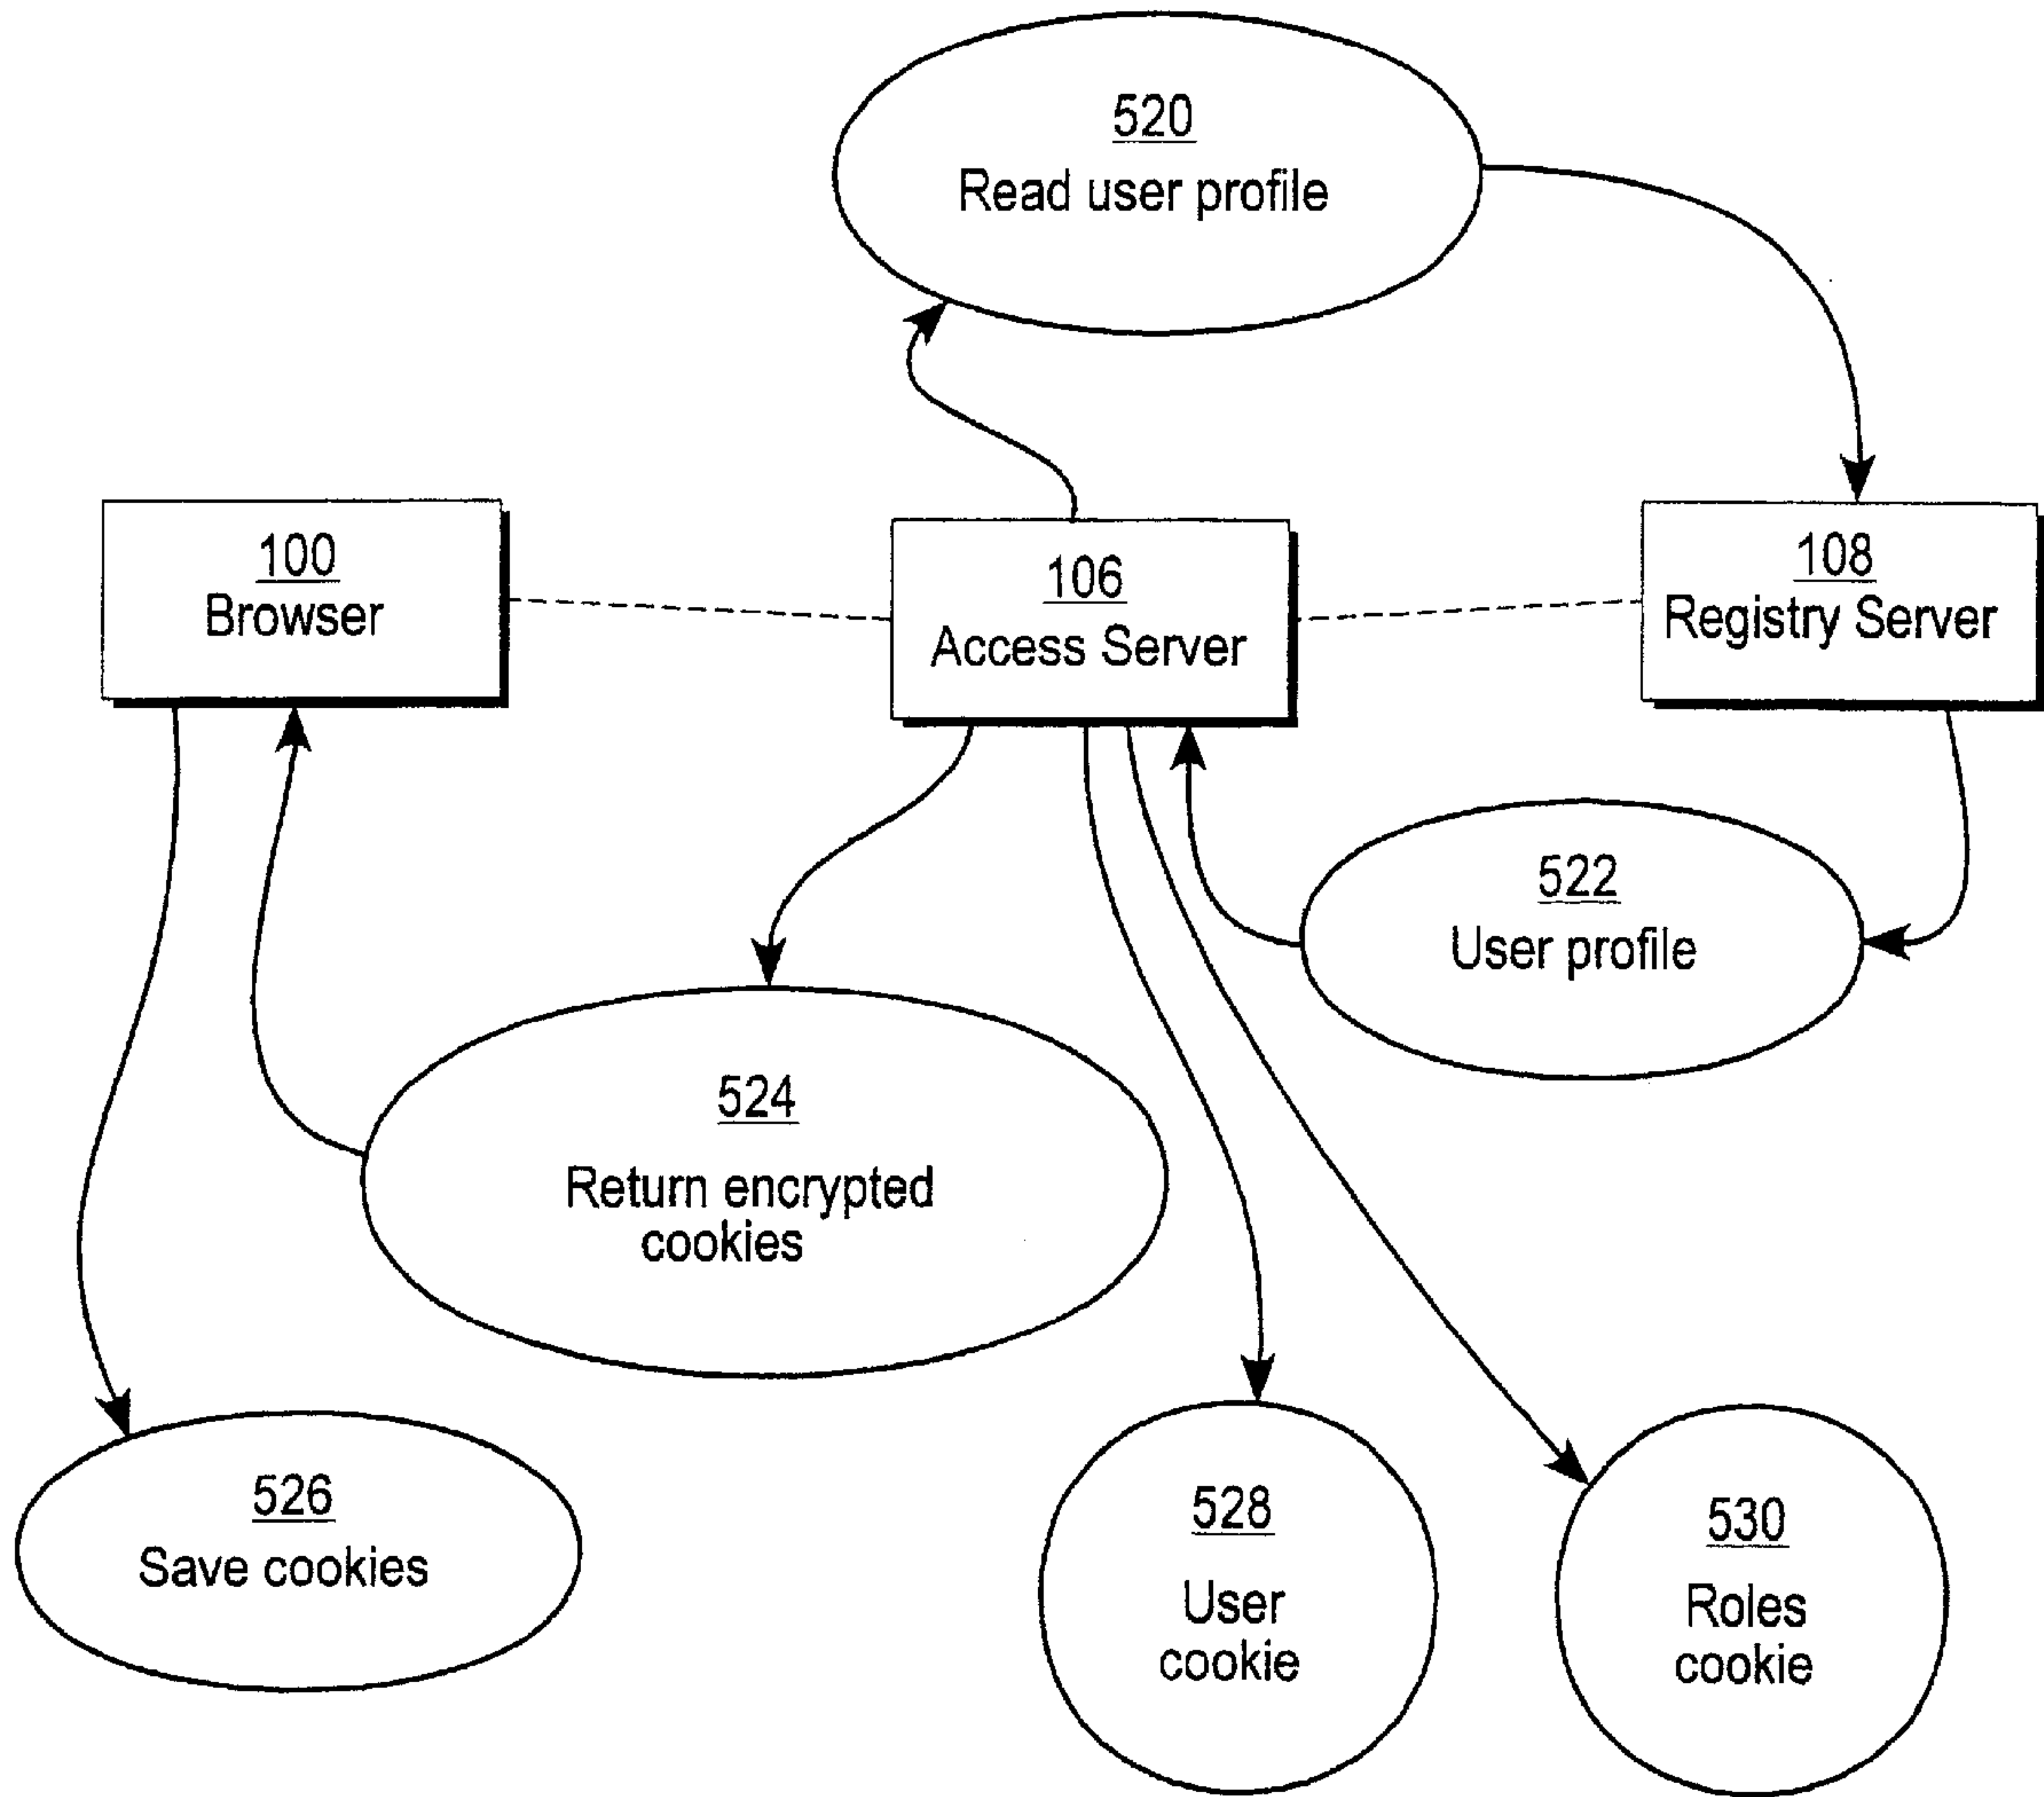 520
Read user profile
100
Browser
106
Access Server
108
Registry Server
522
User profile
524
Return encrypted
cookies
526
Save cookies
528
User
cookie
530
Roles
cookie